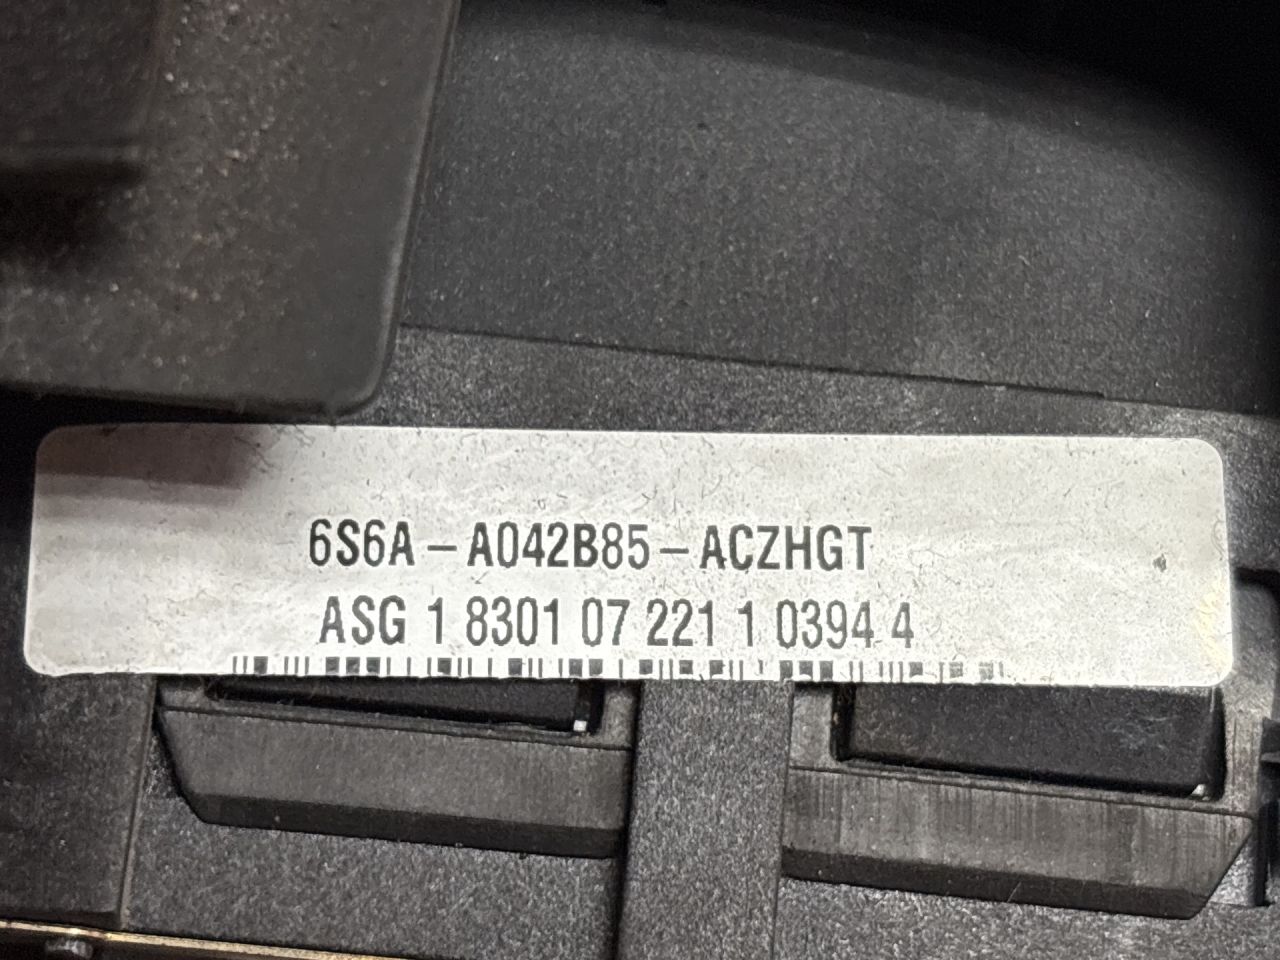 6S6A-A042B85-ACZHGT
ASG 1 8301 07 221 1 0394 4